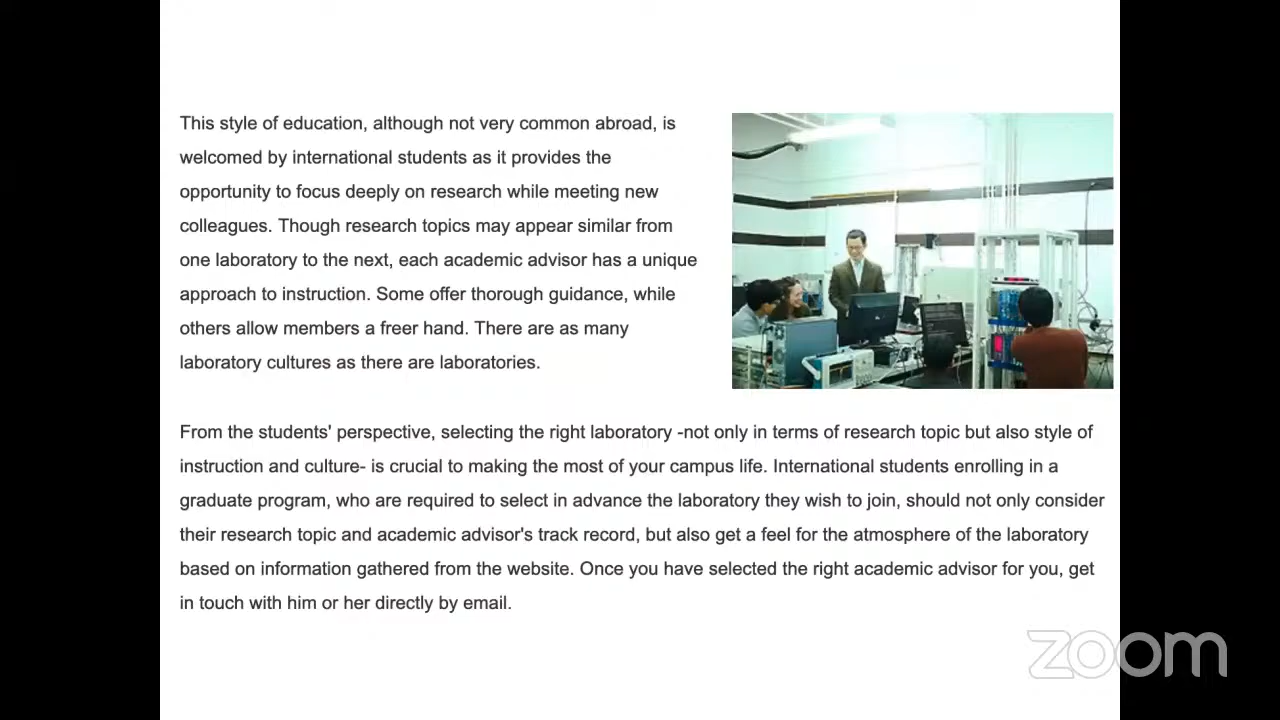 This style of education, although not very common abroad, is
welcomed by international students as it provides the
opportunity to focus deeply on research while meeting new
colleagues. Though research topics may appear similar from
one laboratory to the next, each academic advisor has a unique
approach to instruction. Some offer thorough guidance, while
others allow members a freer hand. There are as many
laboratory cultures as there are laboratories.
From the students' perspective, selecting the right laboratory -not only in terms of research topic but also style of
instruction and culture- is crucial to making the most of your campus life. International students enrolling in a
graduate program, who are required to select in advance the laboratory they wish to join, should not only consider
their research topic and academic advisor's track record, but also get a feel for the atmosphere of the laboratory
based on information gathered from the website. Once you have selected the right academic advisor for you, get
in touch with him or her directly by email.
zoom